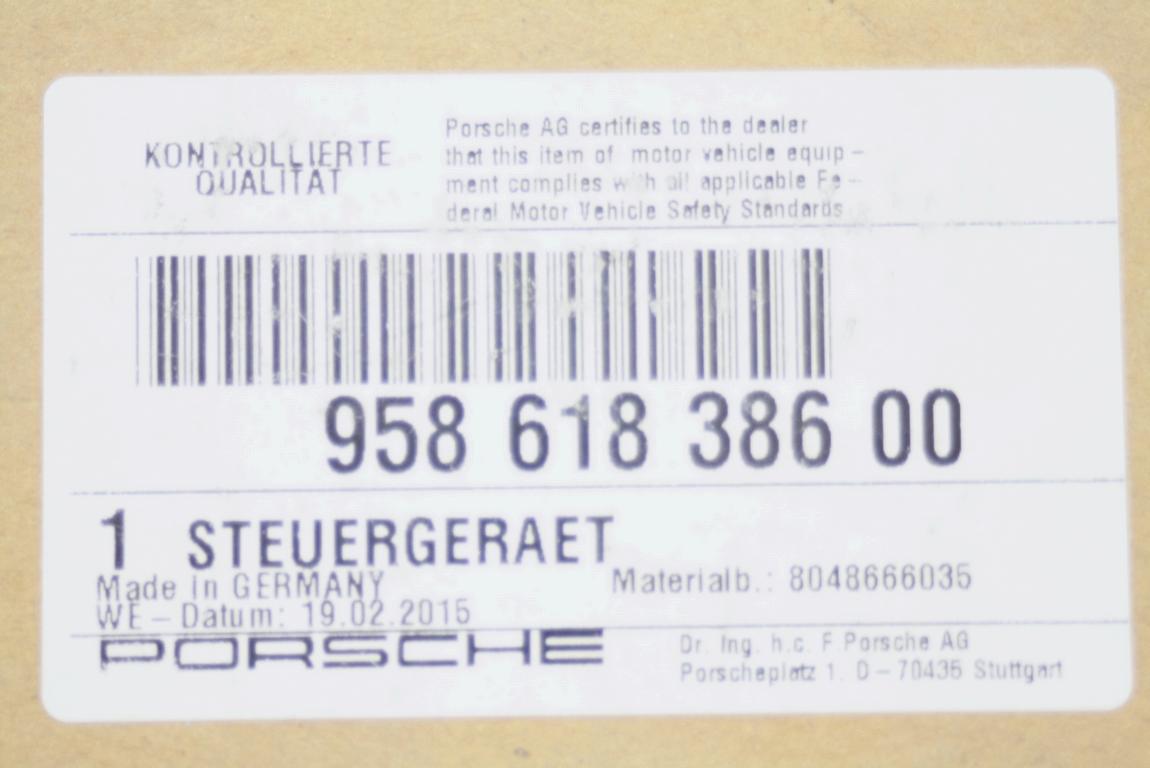 KONTROLLIERTE
QUALITÄT
Porsche AG certifies to the dealer
that this item of motor vehicle equip-
ment complies with all applicable Fe-
deral Motor Vehicle Safety Standards
958 618 386 00
1 STEUERGERAET
Made in GERMANY
Materialb.: 8048666035
WE-Datum: 19.02.2015
PORSCHE
Dr. Ing. h.c. F.Porsche AG
Porscheplatz 1, D-70435 Stuttgart